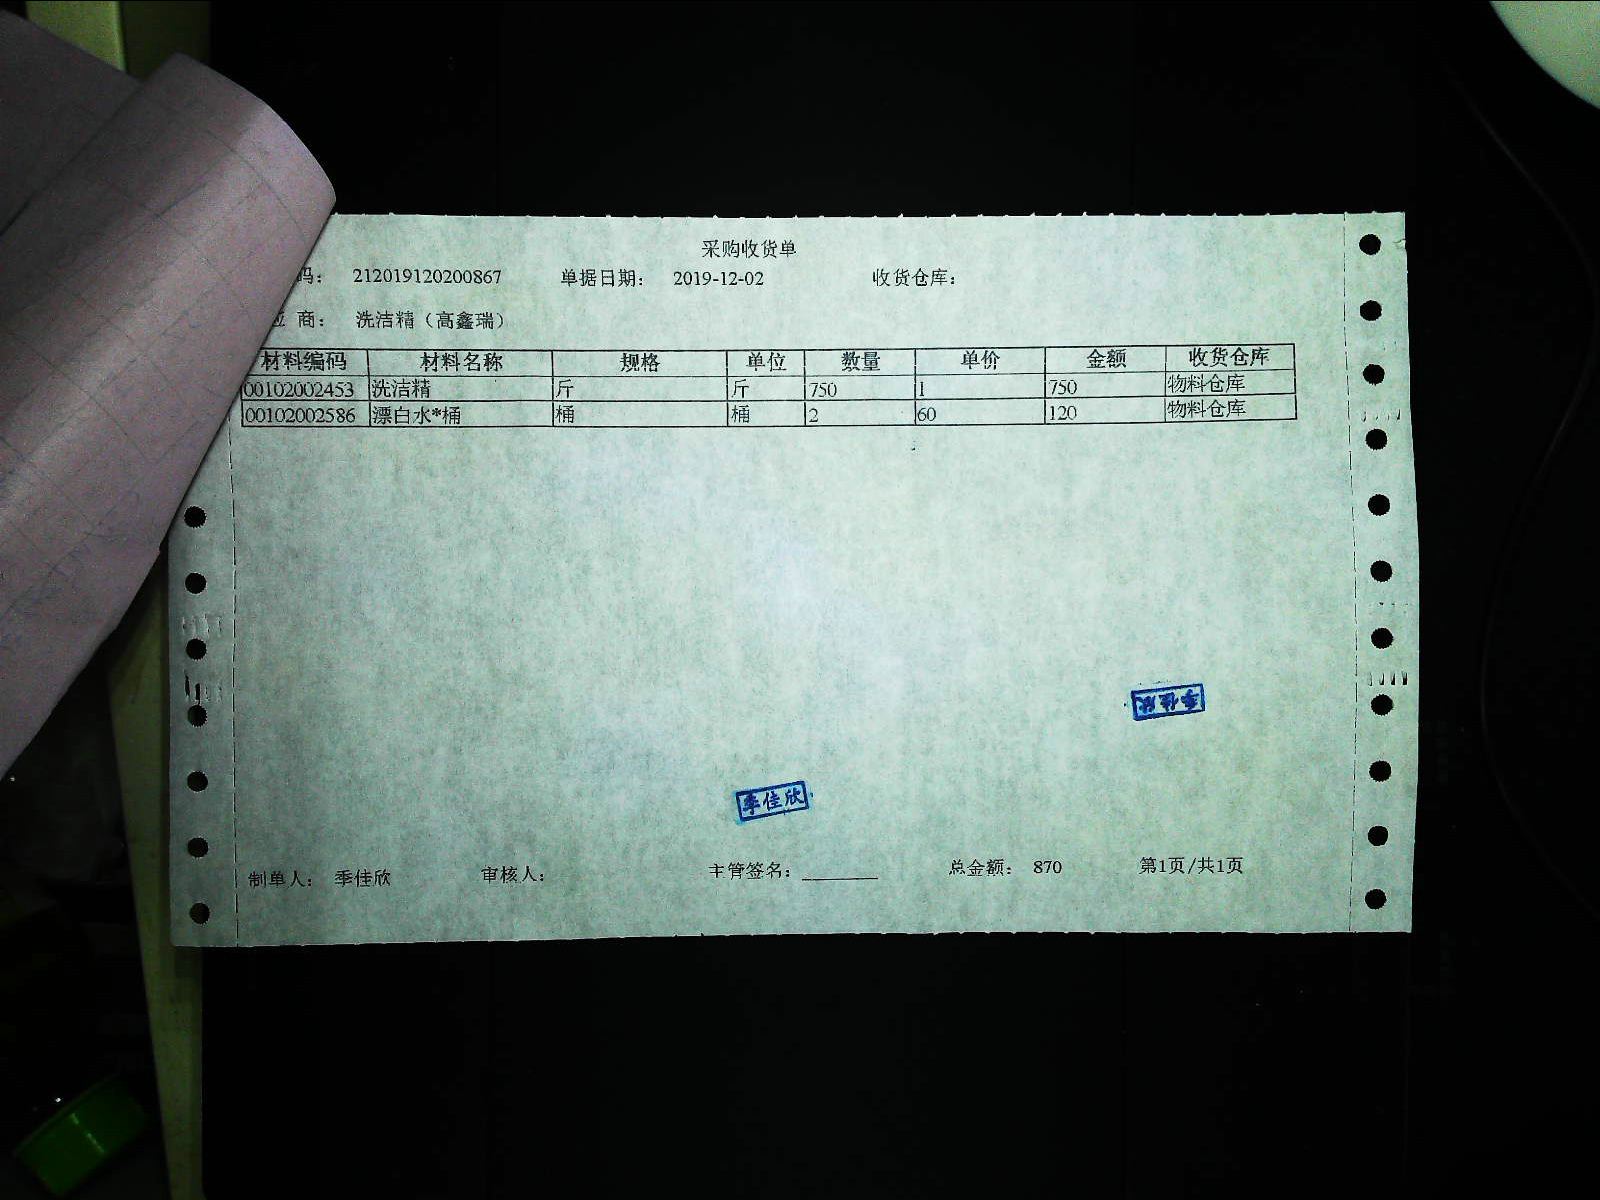 采购收货单
码： 212019120200867 单据日期： 2019-12-02 收货仓库：
应 商： 洗洁精（高鑫瑞）
材料编码 材料名称 规格 单位 数量 单价 金额 收货仓库
00102002453 洗洁精 斤 斤 750 1 750 物料仓库
00102002586 漂白水*桶 桶 桶 2 60 120 物料仓库
季佳欣
季佳欣
制单人： 季佳欣 审核人： 主管签名： 总金额： 870 第1页/共1页